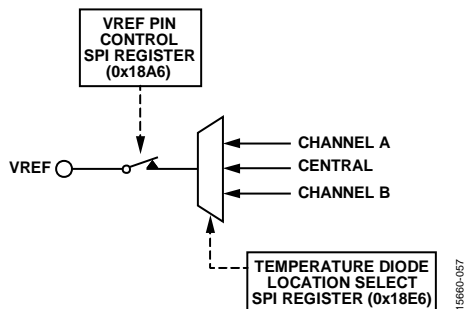 VREF PIN
CONTROL
SPI REGISTER
(0x18A6)
CHANNEL A
VREF
CENTRAL
CHANNEL B
TEMPERATURE DIODE
LOCATION SELECT
SPI REGISTER (0x18E6)
15660-057